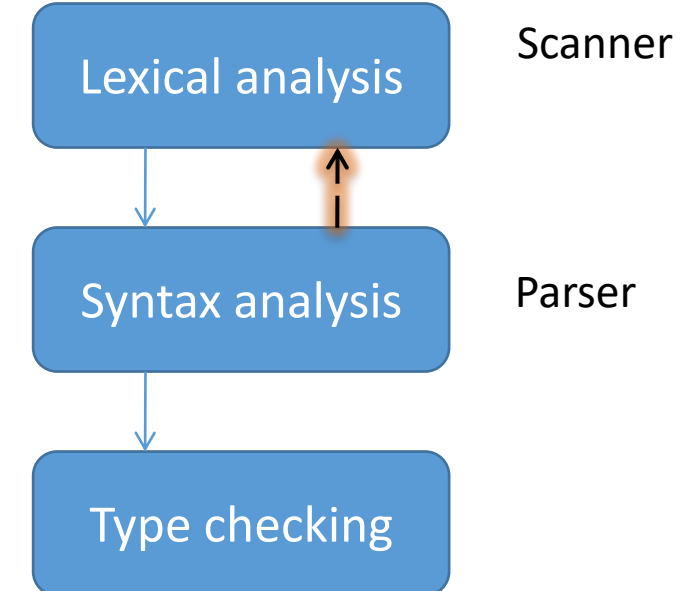 Lexical analysis
Scanner
Syntax analysis
Parser
Type checking